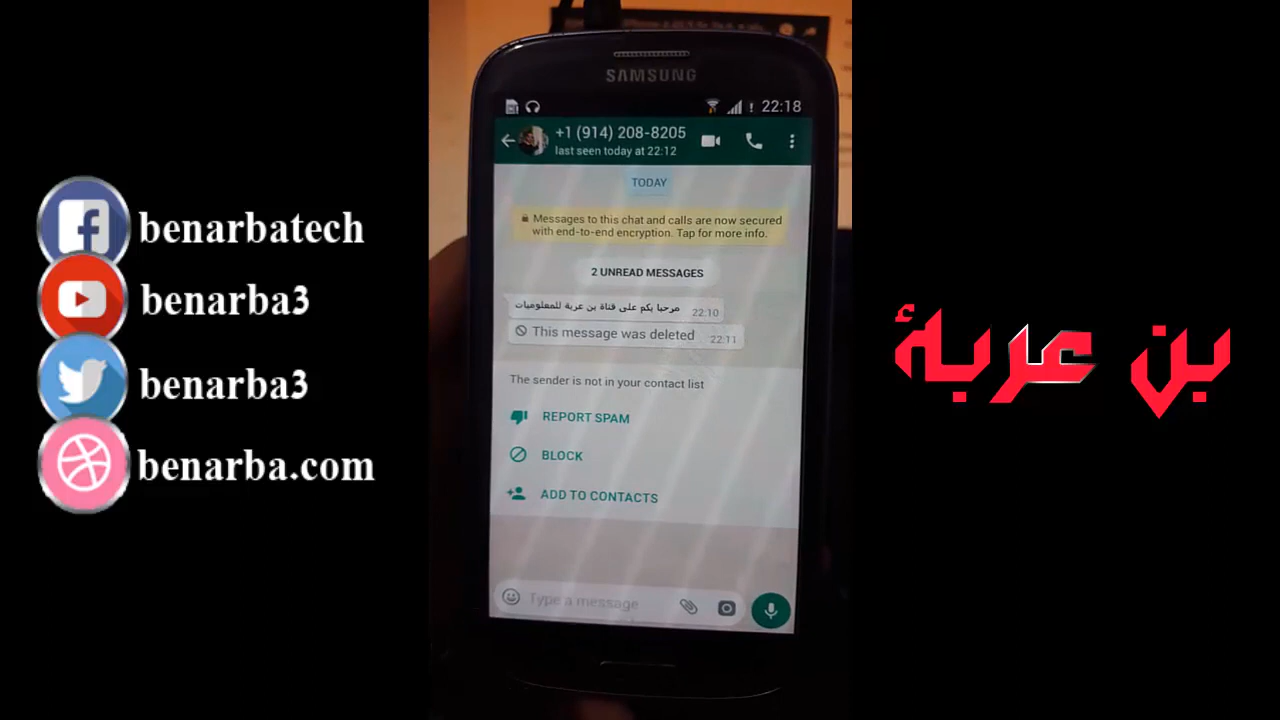 benarbatech
benarba3
benarba3
benarba.com
SAMSUNG
22:18
+1 (914) 208-8205
last seen today at 22:12
TODAY
Messages to this chat and calls are now secured
with end-to-end encryption. Tap for more info.
2 UNREAD MESSAGES
مرحبا بكم على قناة بن عربة للمعلوميات
22:10
This message was deleted
22:11
The sender is not in your contact list
REPORT SPAM
BLOCK
ADD TO CONTACTS
Type a message
بن عربة